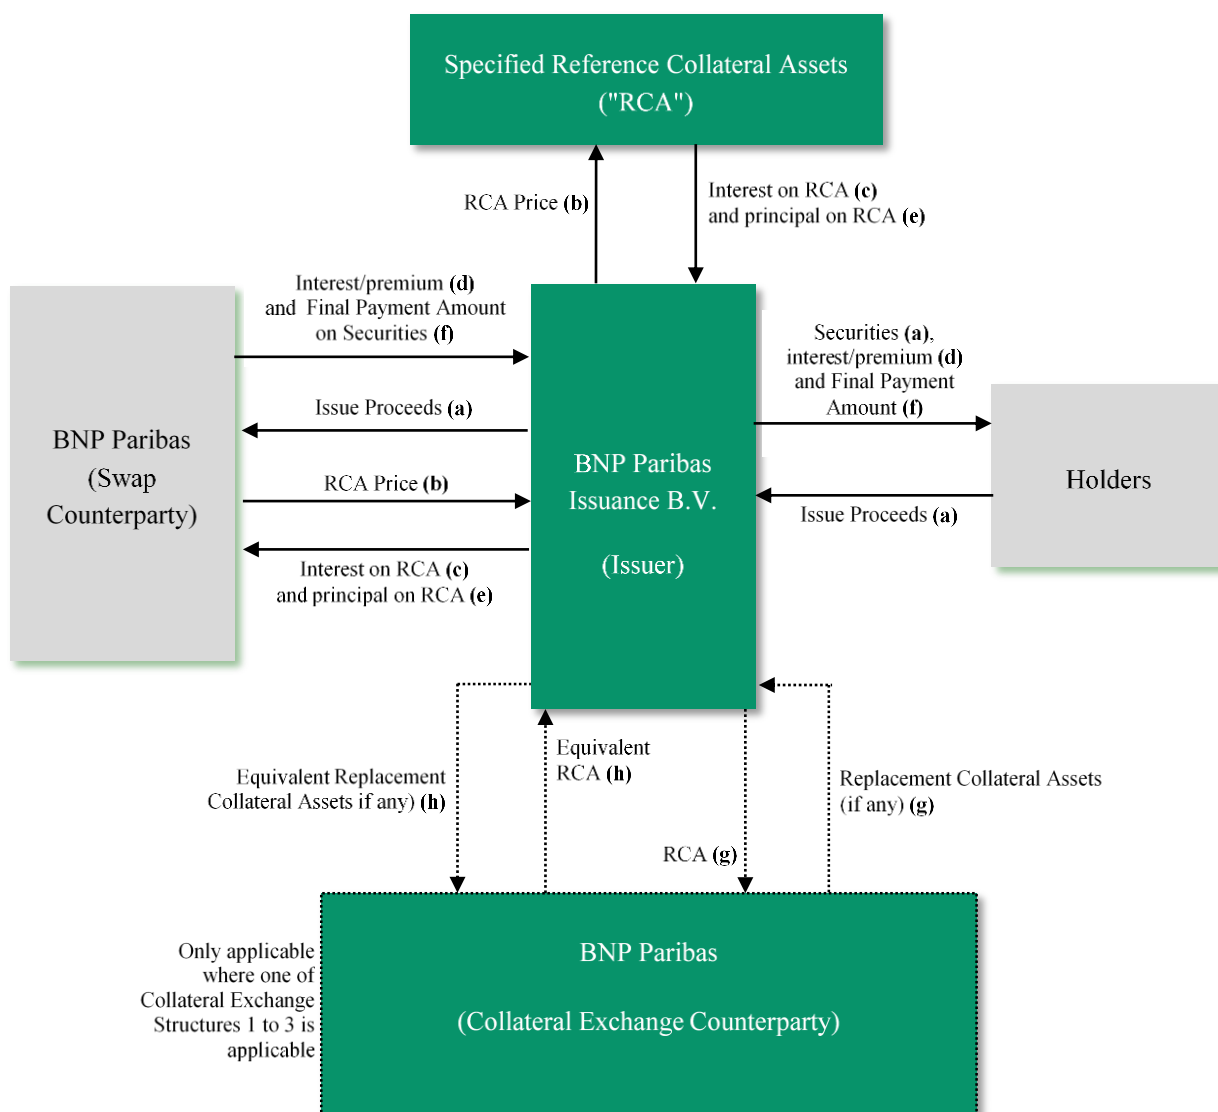 Specified Reference Collateral Assets
("RCA")
RCA Price (b)
Interest on RCA (c)
and principal on RCA (e)
Interest/premium (d)
and Final Payment Amount
on Securities (f)
Issue Proceeds (a)
RCA Price (b)
Interest on RCA (c)
and principal on RCA (e)
BNP Paribas
(Swap
Counterparty)
BNP Paribas
Issuance B.V.
(Issuer)
Securities (a),
interest/premium (d)
and Final Payment
Amount (f)
Issue Proceeds (a)
Holders
Equivalent Replacement
Collateral Assets if any) (h)
Equivalent
RCA (h)
RCA (g)
Replacement Collateral Assets
(if any) (g)
Only applicable
where one of
Collateral Exchange
Structures 1 to 3 is
applicable
BNP Paribas
(Collateral Exchange Counterparty)